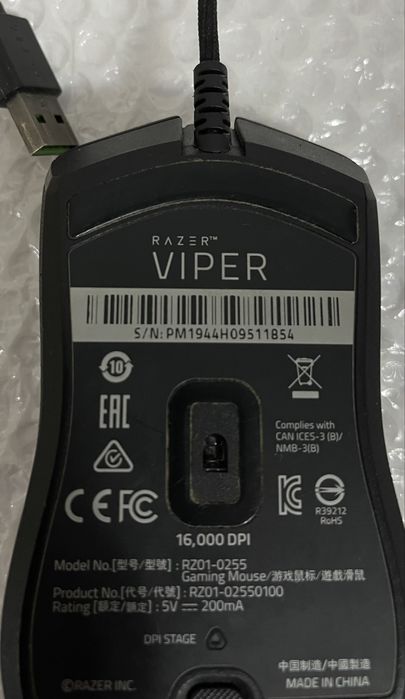 RAZER™
VIPER
S/N: PM1944H09511854
10
EAC
Complies with
CAN ICES-3 (B)/
NMB-3(B)
CE FC
R39212
RoHS
16,000 DPI
Model No.[型号/型號] : RZ01-0255
Gaming Mouse/游戏鼠标/遊戲滑鼠
Product No.[代号/代號] : RZ01-02550100
Rating [额定/額定] : 5V⎓ 200mA
DPI STAGE
中国制造/中國製造
©RAZER INC.
MADE IN CHINA